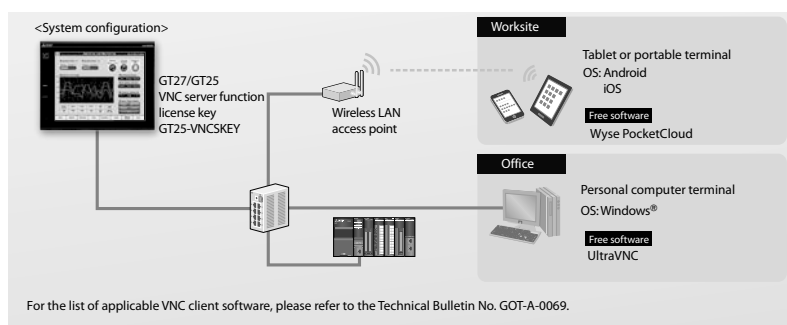 <System configuration>
GT27/GT25
VNC server function
license key
GT25-VNCSKEY
Wireless LAN
access point
Worksite
Tablet or portable terminal
OS: Android
iOS
Free software
Wyse PocketCloud
Office
Personal computer terminal
OS:Windows®
Free software
UltraVNC
For the list of applicable VNC client software, please refer to the Technical Bulletin No. GOT-A-0069.